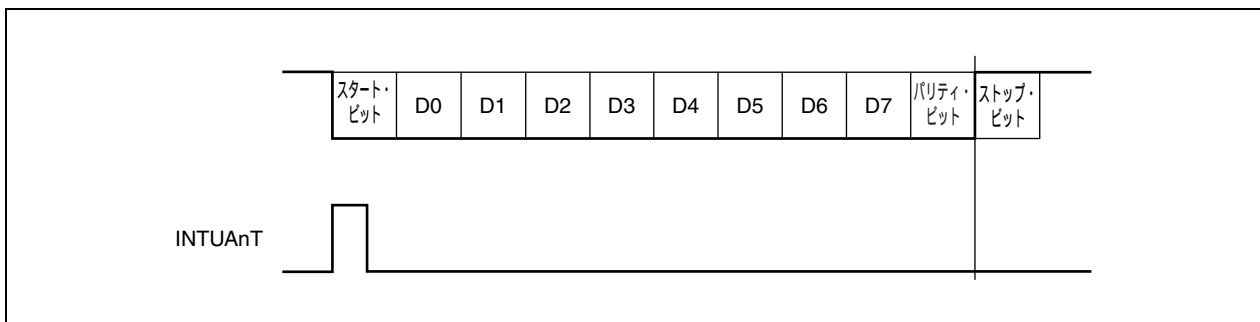 スタート・
ビット
D0
D1
D2
D3
D4
D5
D6
D7
パリティ・
ビット
ストップ・
ビット
INTUAnT